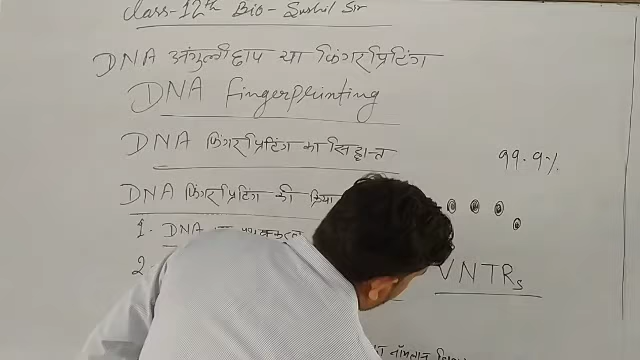 Class-12th Bio - Sushil Sir
DNA अंगुली छाप या फिंगरप्रिटिंग
DNA fingerprinting
DNA फिंगरप्रिटिंग का सिद्धान्त
99.9%
DNA फिंगरप्रिटिंग की क्रिया
1. DNA का पृथक्करण
2.
VNTRs